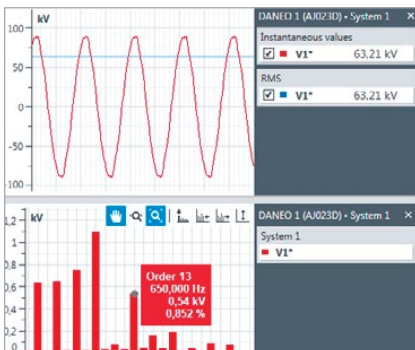 kV
100
50
0
-50
-100
DANEO 1 (AJ023D) • System 1 ×
Instantaneous values
V1* 63,21 kV
RMS
V1* 63,21 kV
1,2 kV
1
0,8
0,6
0,4
0,2
0
Order 13
650,000 Hz
0,54 kV
0,852 %
DANEO 1 (AJ023D) • System 1 ×
System 1
V1*